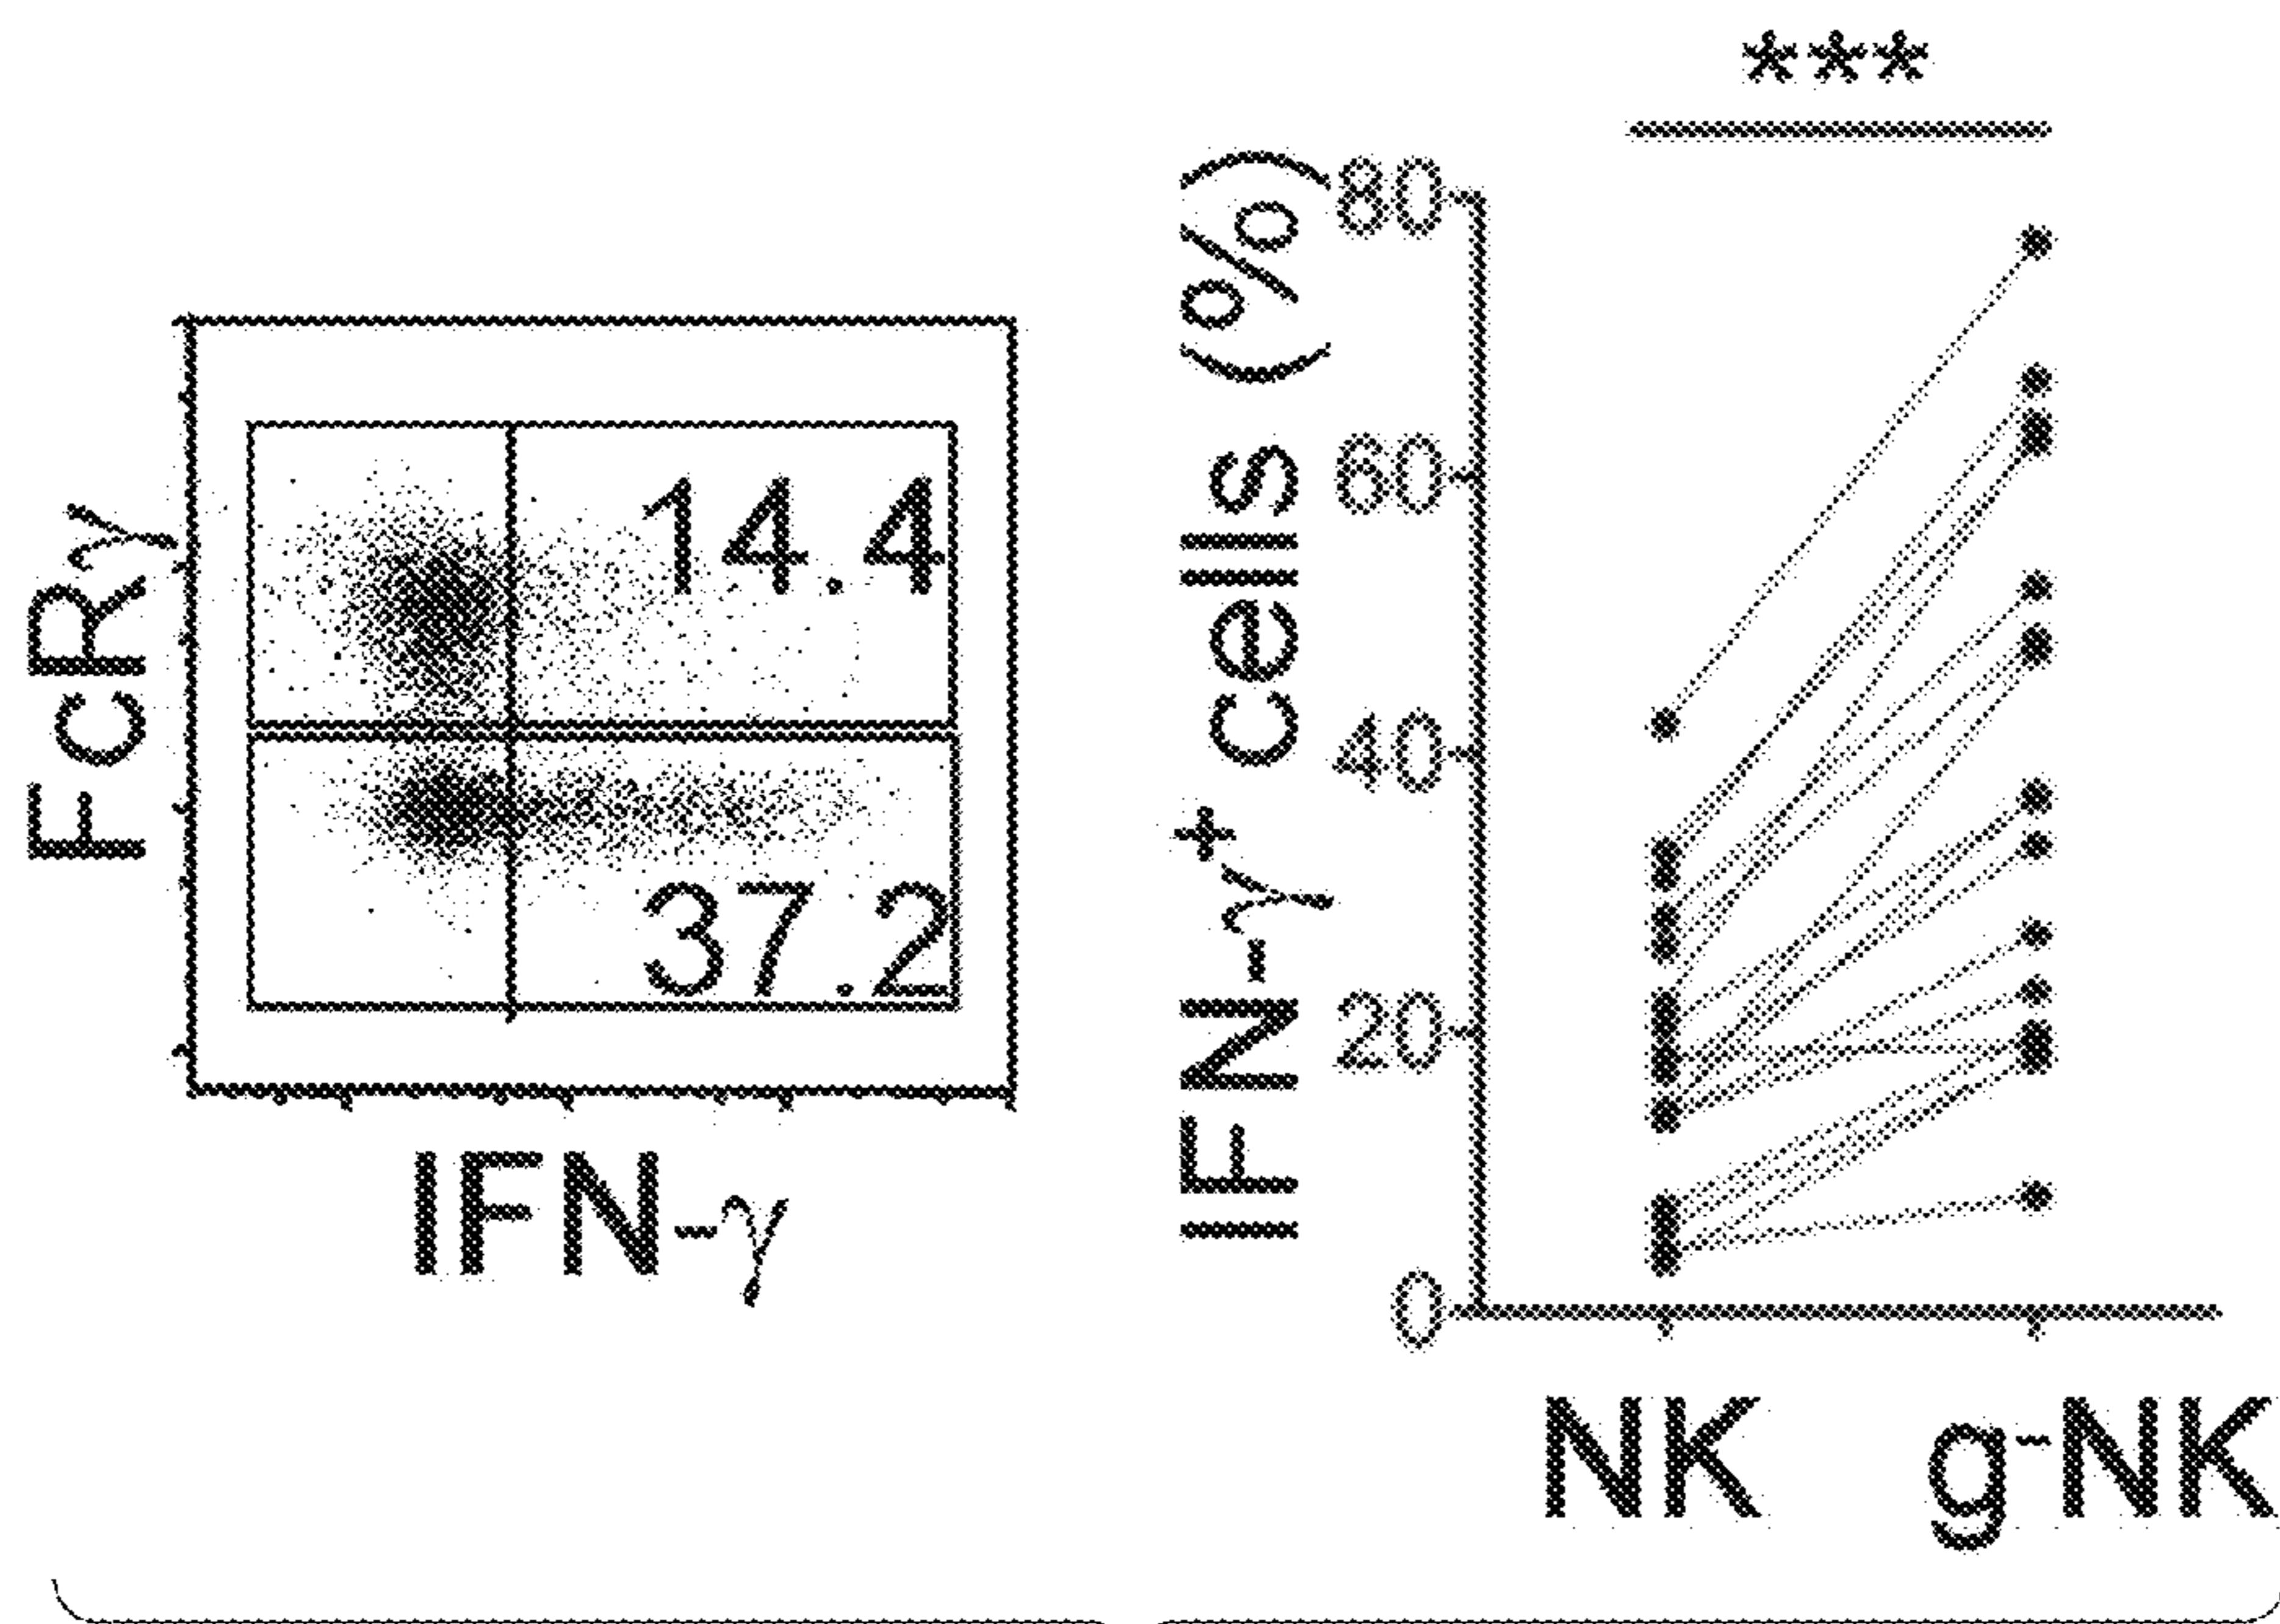 FcRγ
14.4
37.2
IFN-γ
***
IFN-γ⁺ cells (%)
80
60
40
20
0
NK g-NK